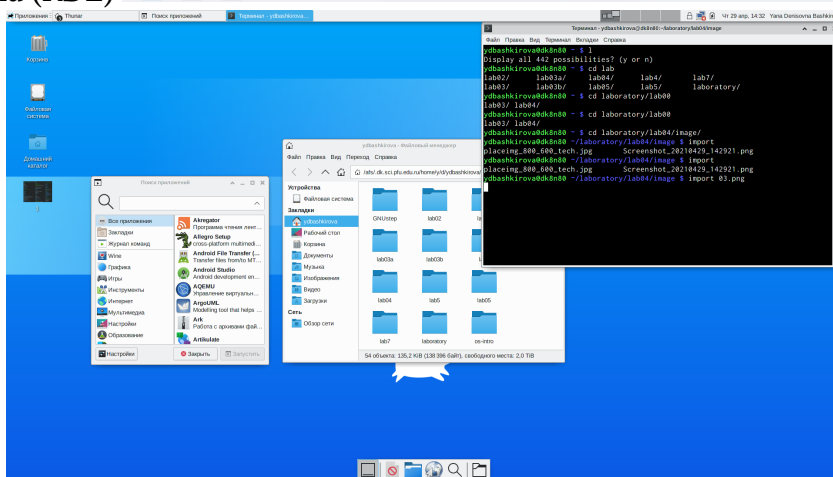 Приложения
Thunar
Поиск приложений
Терминал - ydbashkirova...
Чт 29 апр, 14:32 Yana Denisovna Bashkir
Корзина
Файловая
система
Домашний
каталог
Терминал - ydbashkirova@dk8n80:~/laboratory/lab04/image
Файл Правка Вид Терминал Вкладки Справка
ydbashkirova@dk8n80 ~ $ l
Display all 442 possibilities? (y or n)
ydbashkirova@dk8n80 ~ $ cd lab
lab02/ lab03a/ lab04/ lab4/ lab7/
lab03/ lab03b/ lab05/ lab5/ laboratory/
ydbashkirova@dk8n80 ~ $ cd laboratory/lab00
lab03/ lab04/
ydbashkirova@dk8n80 ~ $ cd laboratory/lab00
lab03/ lab04/
ydbashkirova@dk8n80 ~ $ cd laboratory/lab04/image/
ydbashkirova@dk8n80 ~/laboratory/lab04/image $ import
placeimg_800_600_tech.jpg Screenshot_20210429_142921.png
ydbashkirova@dk8n80 ~/laboratory/lab04/image $ import
placeimg_800_600_tech.jpg Screenshot_20210429_142921.png
ydbashkirova@dk8n80 ~/laboratory/lab04/image $ import 03.png
ydbashkirova - Файловый менеджер
Файл Правка Вид Переход Справка
Устройства
Файловая система
Закладки
ydbashkirova
Рабочий стол
Корзина
Документы
Музыка
Изображения
Видео
Загрузки
Сеть
Обзор сети
GNUstep lab02
lab03a lab03b
lab04 lab5 lab05
lab7 laboratory os-intro
54 объекта: 135,2 KiB (138 396 байт), свободного места: 2,0 TiB
Поиск приложений
Все приложения
Закладки
Журнал команд
Wine
Графика
Игры
Инструменты
Интернет
Мультимедиа
Настройки
Образование
Akregator
Программа чтения лент...
Allegro Setup
cross-platform multimedi...
Android File Transfer (...
Transfer files from/to MT...
Android Studio
Android development en...
AQEMU
Управление виртуальн...
ArgoUML
Modelling tool that helps ...
Ark
Работа с архивами фай...
Artikulate
Настройки
Закрыть
Запустить